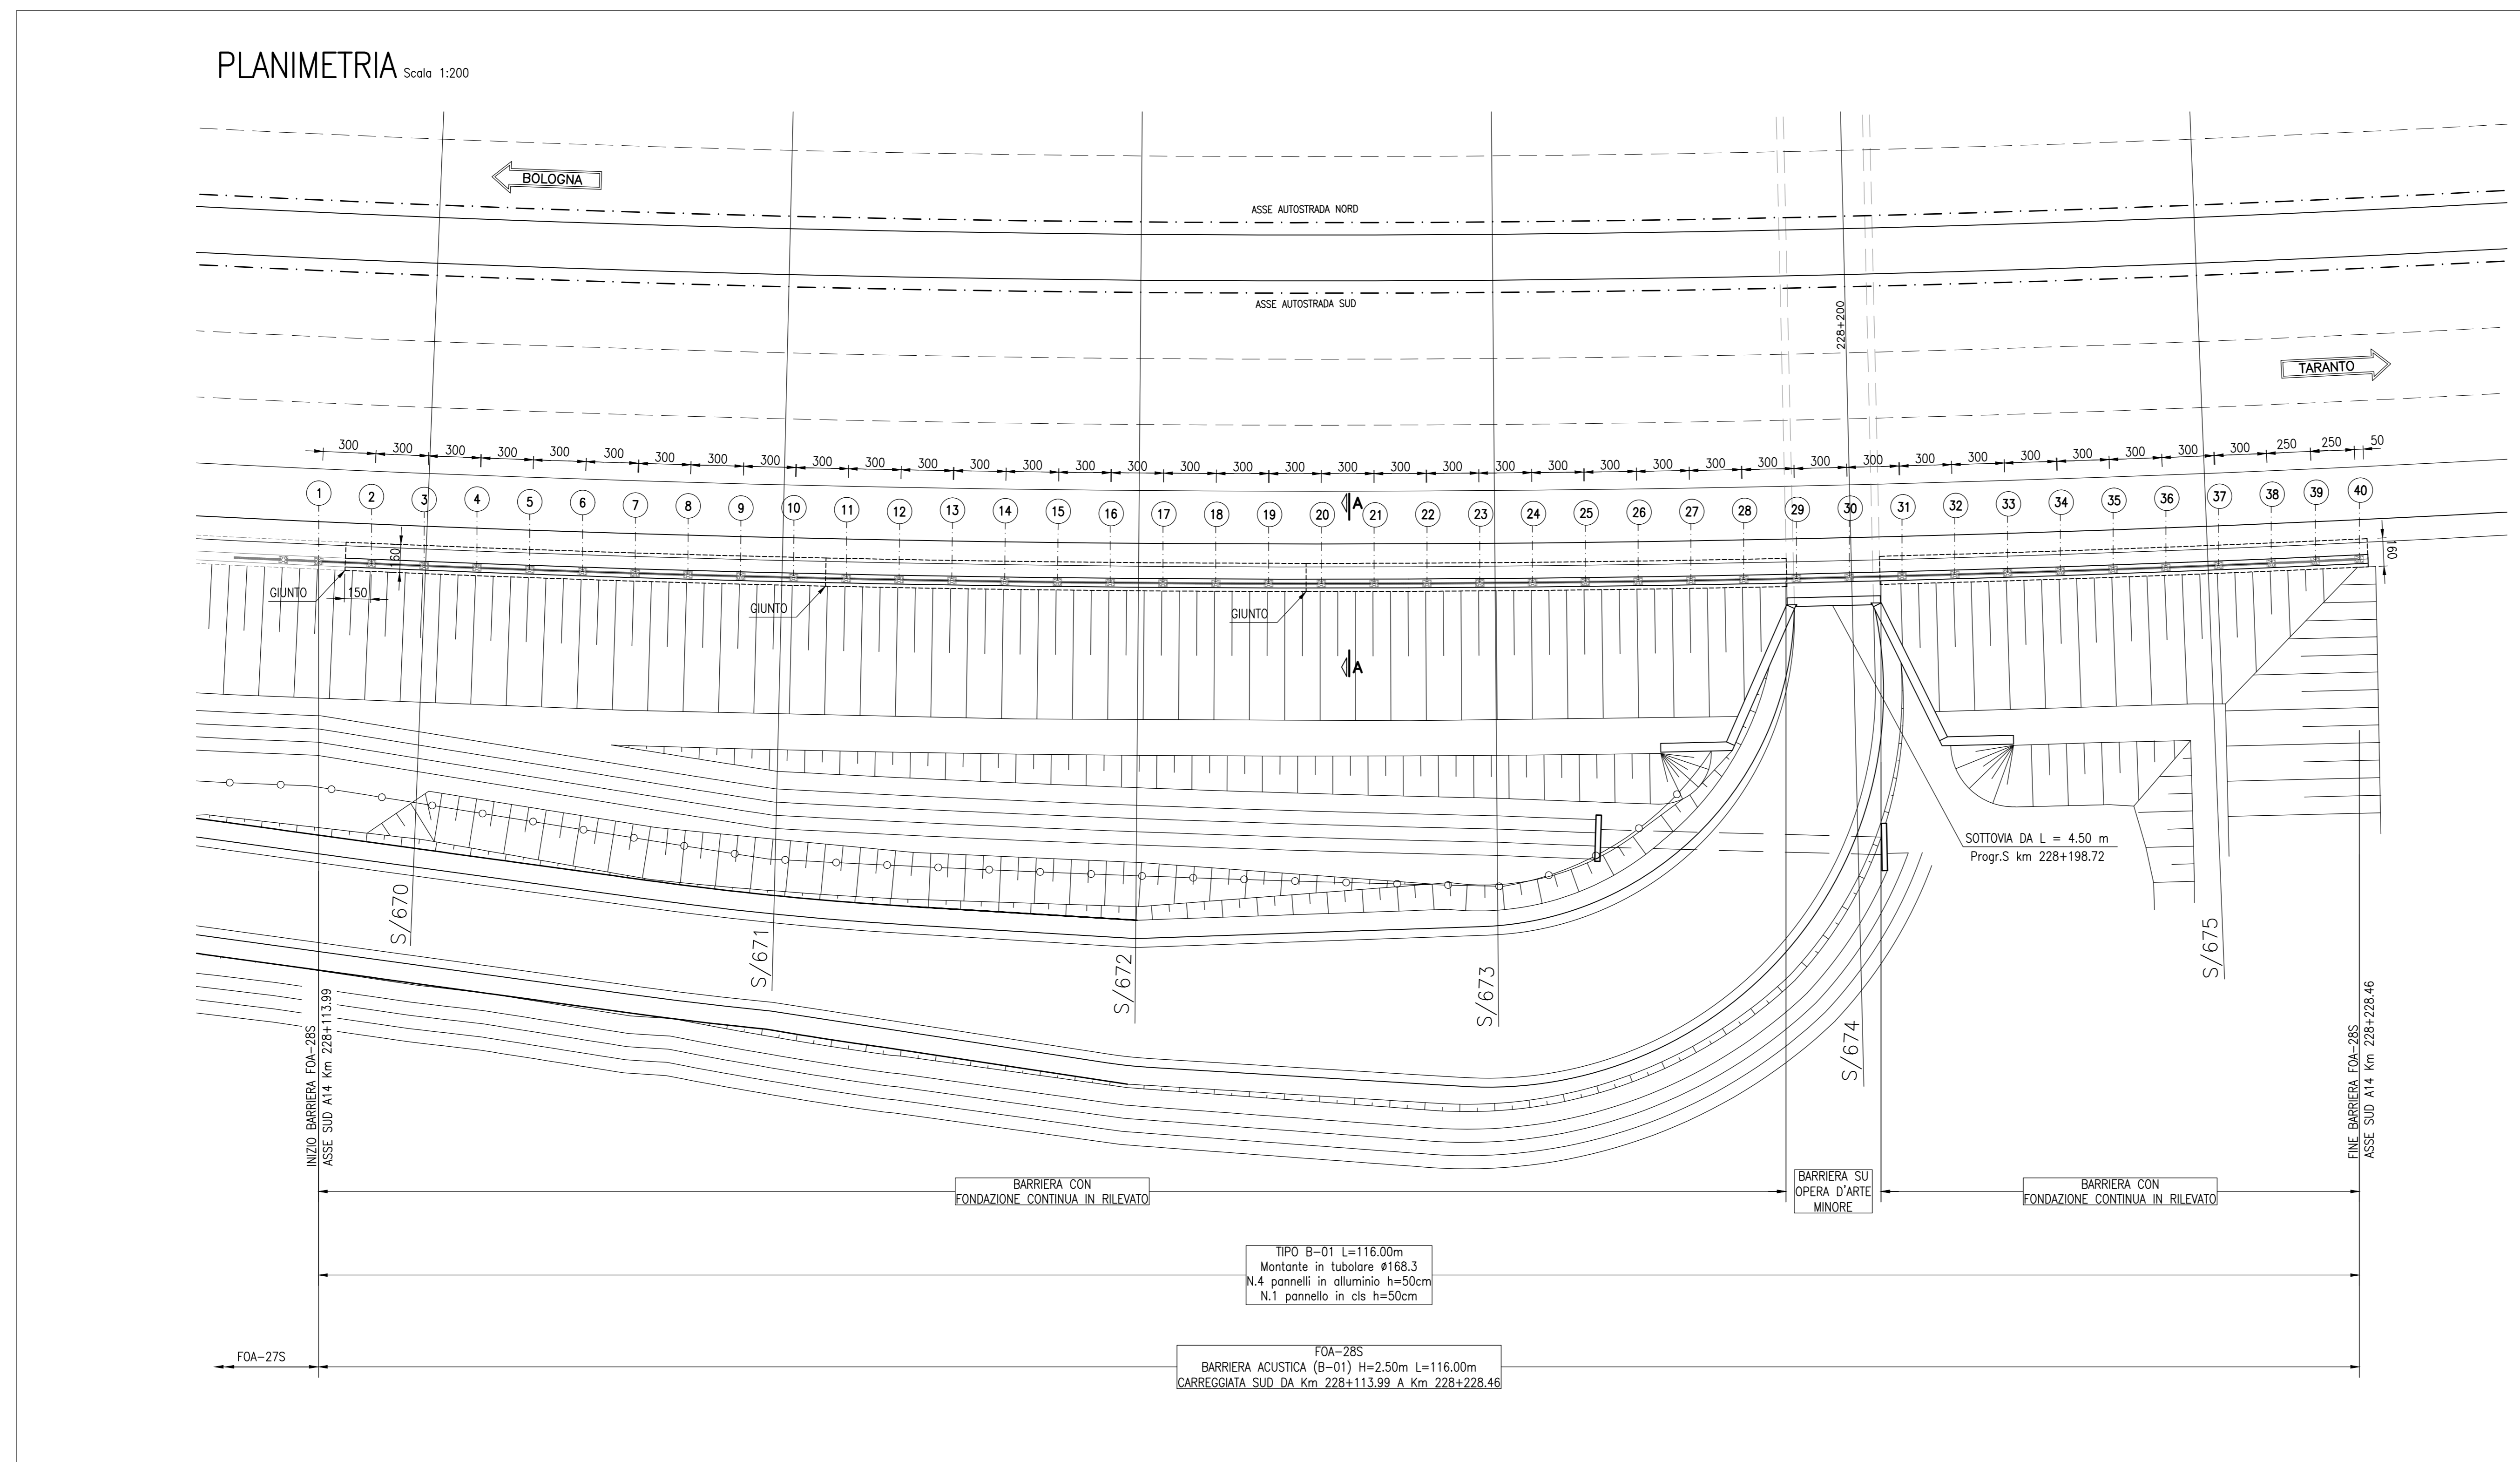 PLANIMETRIA Scala 1:200
BOLOGNA
ASSE AUTOSTRADA NORD
ASSE AUTOSTRADA SUD
228+200
TARANTO
300 300 300 300 300 300 300 300 300 300 300 300 300 300 300 300 300 300 300 300 300 300 300 300 300 300 300 300 300 300 300 300 300 300 300 300 300 250 250 50
1 2 3 4 5 6 7 8 9 10 11 12 13 14 15 16 17 18 19 20 21 22 23 24 25 26 27 28 29 30 31 32 33 34 35 36 37 38 39 40
A
160
160
GIUNTO
150
GIUNTO
GIUNTO
A
SOTTOVIA DA L = 4.50 m
Progr.S km 228+198.72
S/670
S/671
S/672
S/673
S/674
S/675
INIZIO BARRIERA FOA-28S
ASSE SUD A14 Km 228+113.99
FINE BARRIERA FOA-28S
ASSE SUD A14 Km 228+228.46
BARRIERA CON
FONDAZIONE CONTINUA IN RILEVATO
BARRIERA SU
OPERA D'ARTE
MINORE
BARRIERA CON
FONDAZIONE CONTINUA IN RILEVATO
TIPO B-01 L=116.00m
Montante in tubolare ø168.3
N.4 pannelli in alluminio h=50cm
N.1 pannello in cls h=50cm
FOA-27S
FOA-28S
BARRIERA ACUSTICA (B-01) H=2.50m L=116.00m
CARREGGIATA SUD DA Km 228+113.99 A Km 228+228.46